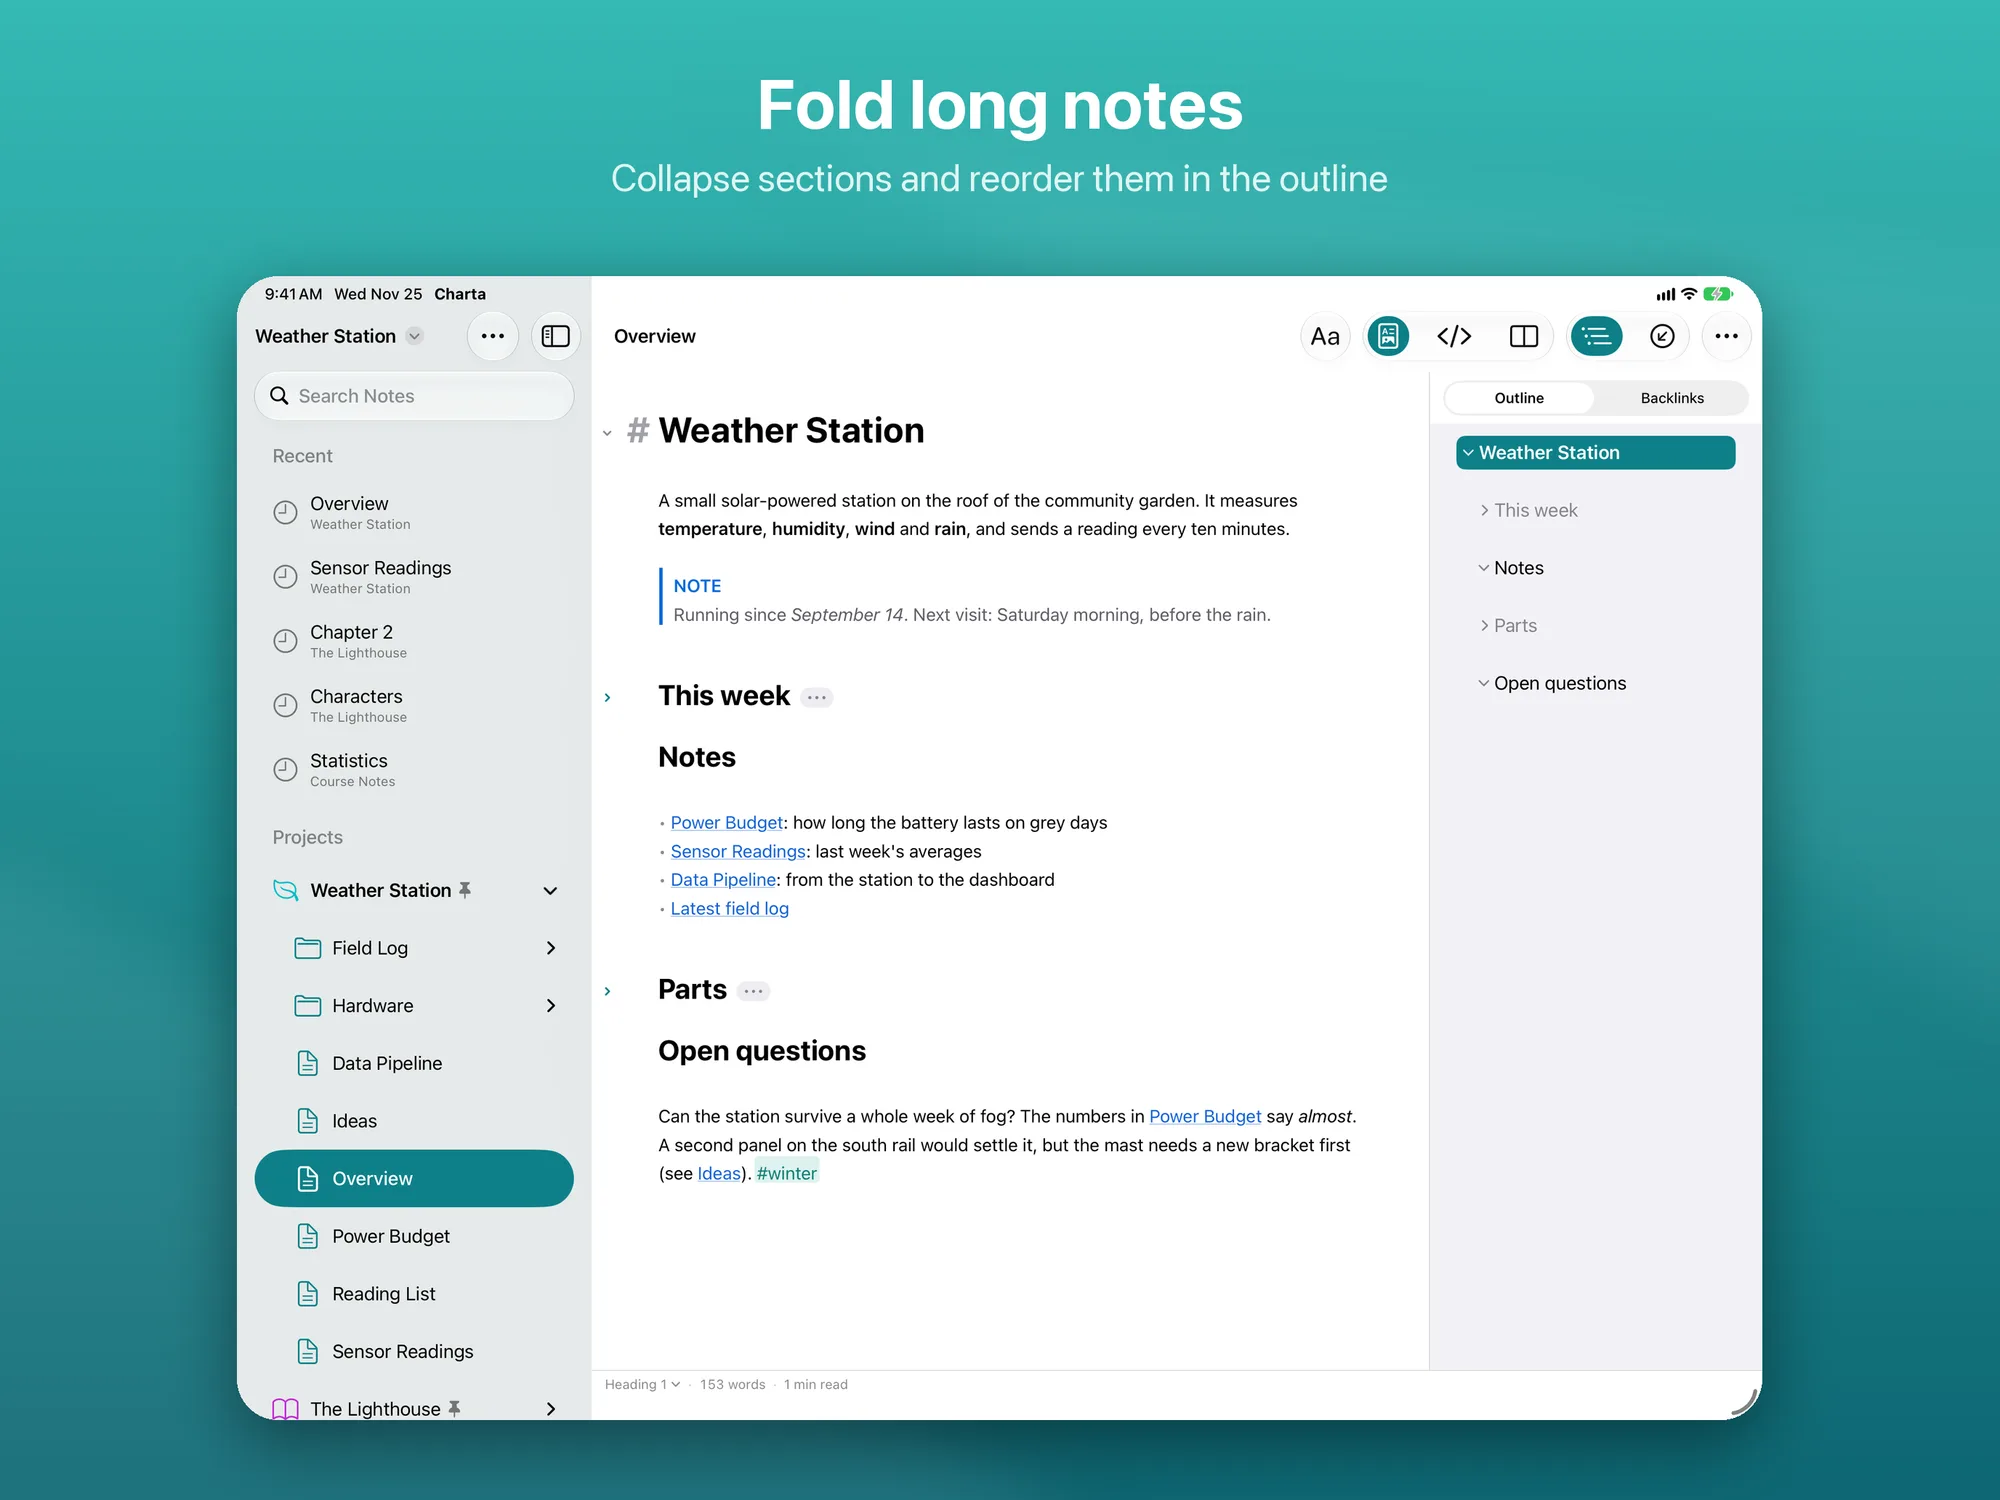 Fold long notes
Collapse sections and reorder them in the outline
9:41 AM Wed Nov 25 Charta
Weather Station
Search Notes
Recent
Overview
Weather Station
Sensor Readings
Weather Station
Chapter 2
The Lighthouse
Characters
The Lighthouse
Statistics
Course Notes
Projects
Weather Station
Field Log
Hardware
Data Pipeline
Ideas
Overview
Power Budget
Reading List
Sensor Readings
The Lighthouse
Overview
Aa
# Weather Station
A small solar-powered station on the roof of the community garden. It measures
temperature, humidity, wind and rain, and sends a reading every ten minutes.
NOTE
Running since September 14. Next visit: Saturday morning, before the rain.
This week
Notes
• Power Budget: how long the battery lasts on grey days
• Sensor Readings: last week's averages
• Data Pipeline: from the station to the dashboard
• Latest field log
Parts
Open questions
Can the station survive a whole week of fog? The numbers in Power Budget say almost.
A second panel on the south rail would settle it, but the mast needs a new bracket first
(see Ideas). #winter
Heading 1 · 153 words · 1 min read
Outline Backlinks
Weather Station
This week
Notes
Parts
Open questions